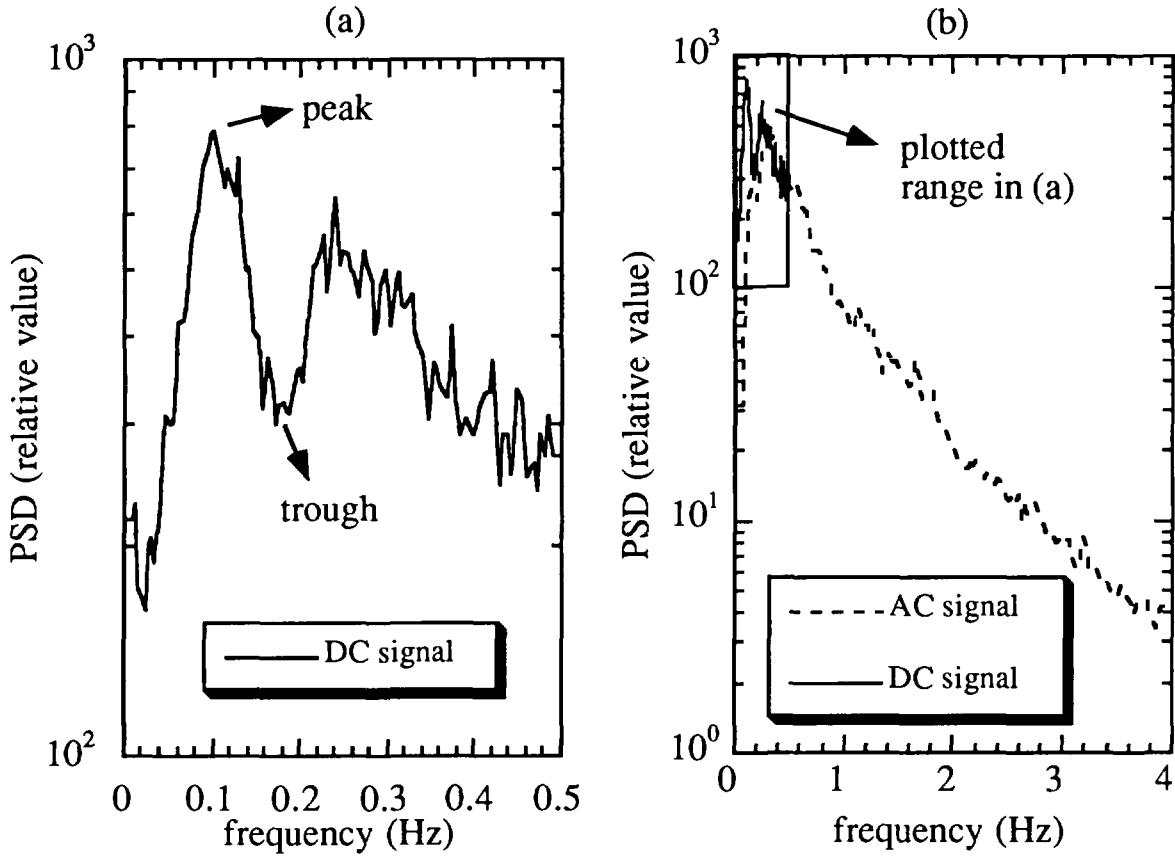 (a)
10³
peak
trough
DC signal
10²
0 0.1 0.2 0.3 0.4 0.5
frequency (Hz)
PSD (relative value)
(b)
10³
plotted
range in (a)
10²
10¹
AC signal
DC signal
10⁰
0 1 2 3 4
frequency (Hz)
PSD (relative value)